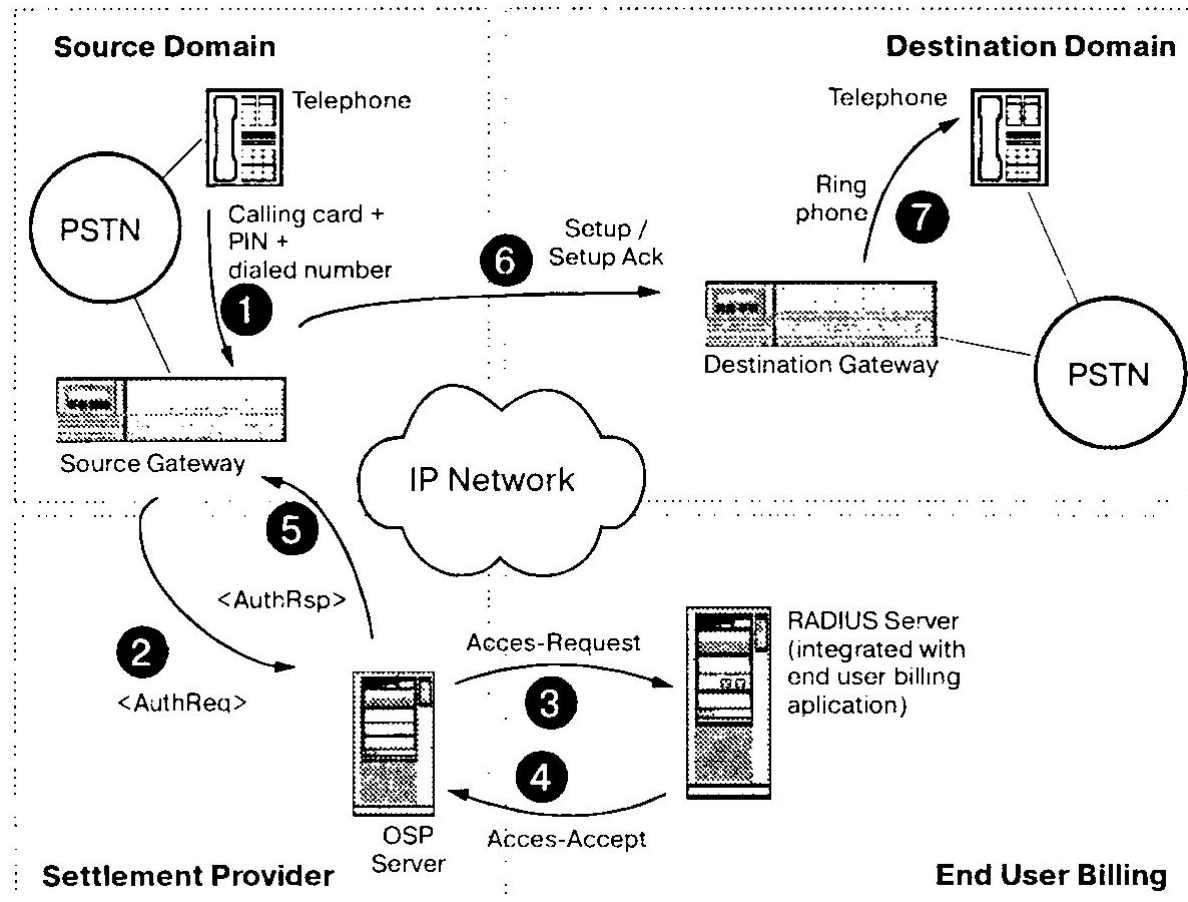 Source Domain
Destination Domain
Telephone
Telephone
PSTN
Calling card +
PIN +
dialed number
1
Ring
phone
7
Setup /
Setup Ack
6
Destination Gateway
PSTN
Source Gateway
IP Network
5
<AuthRsp>
2
<AuthReq>
Acces-Request
3
RADIUS Server
(integrated with
end user billing
aplication)
4
Acces-Accept
OSP
Server
Settlement Provider
End User Billing